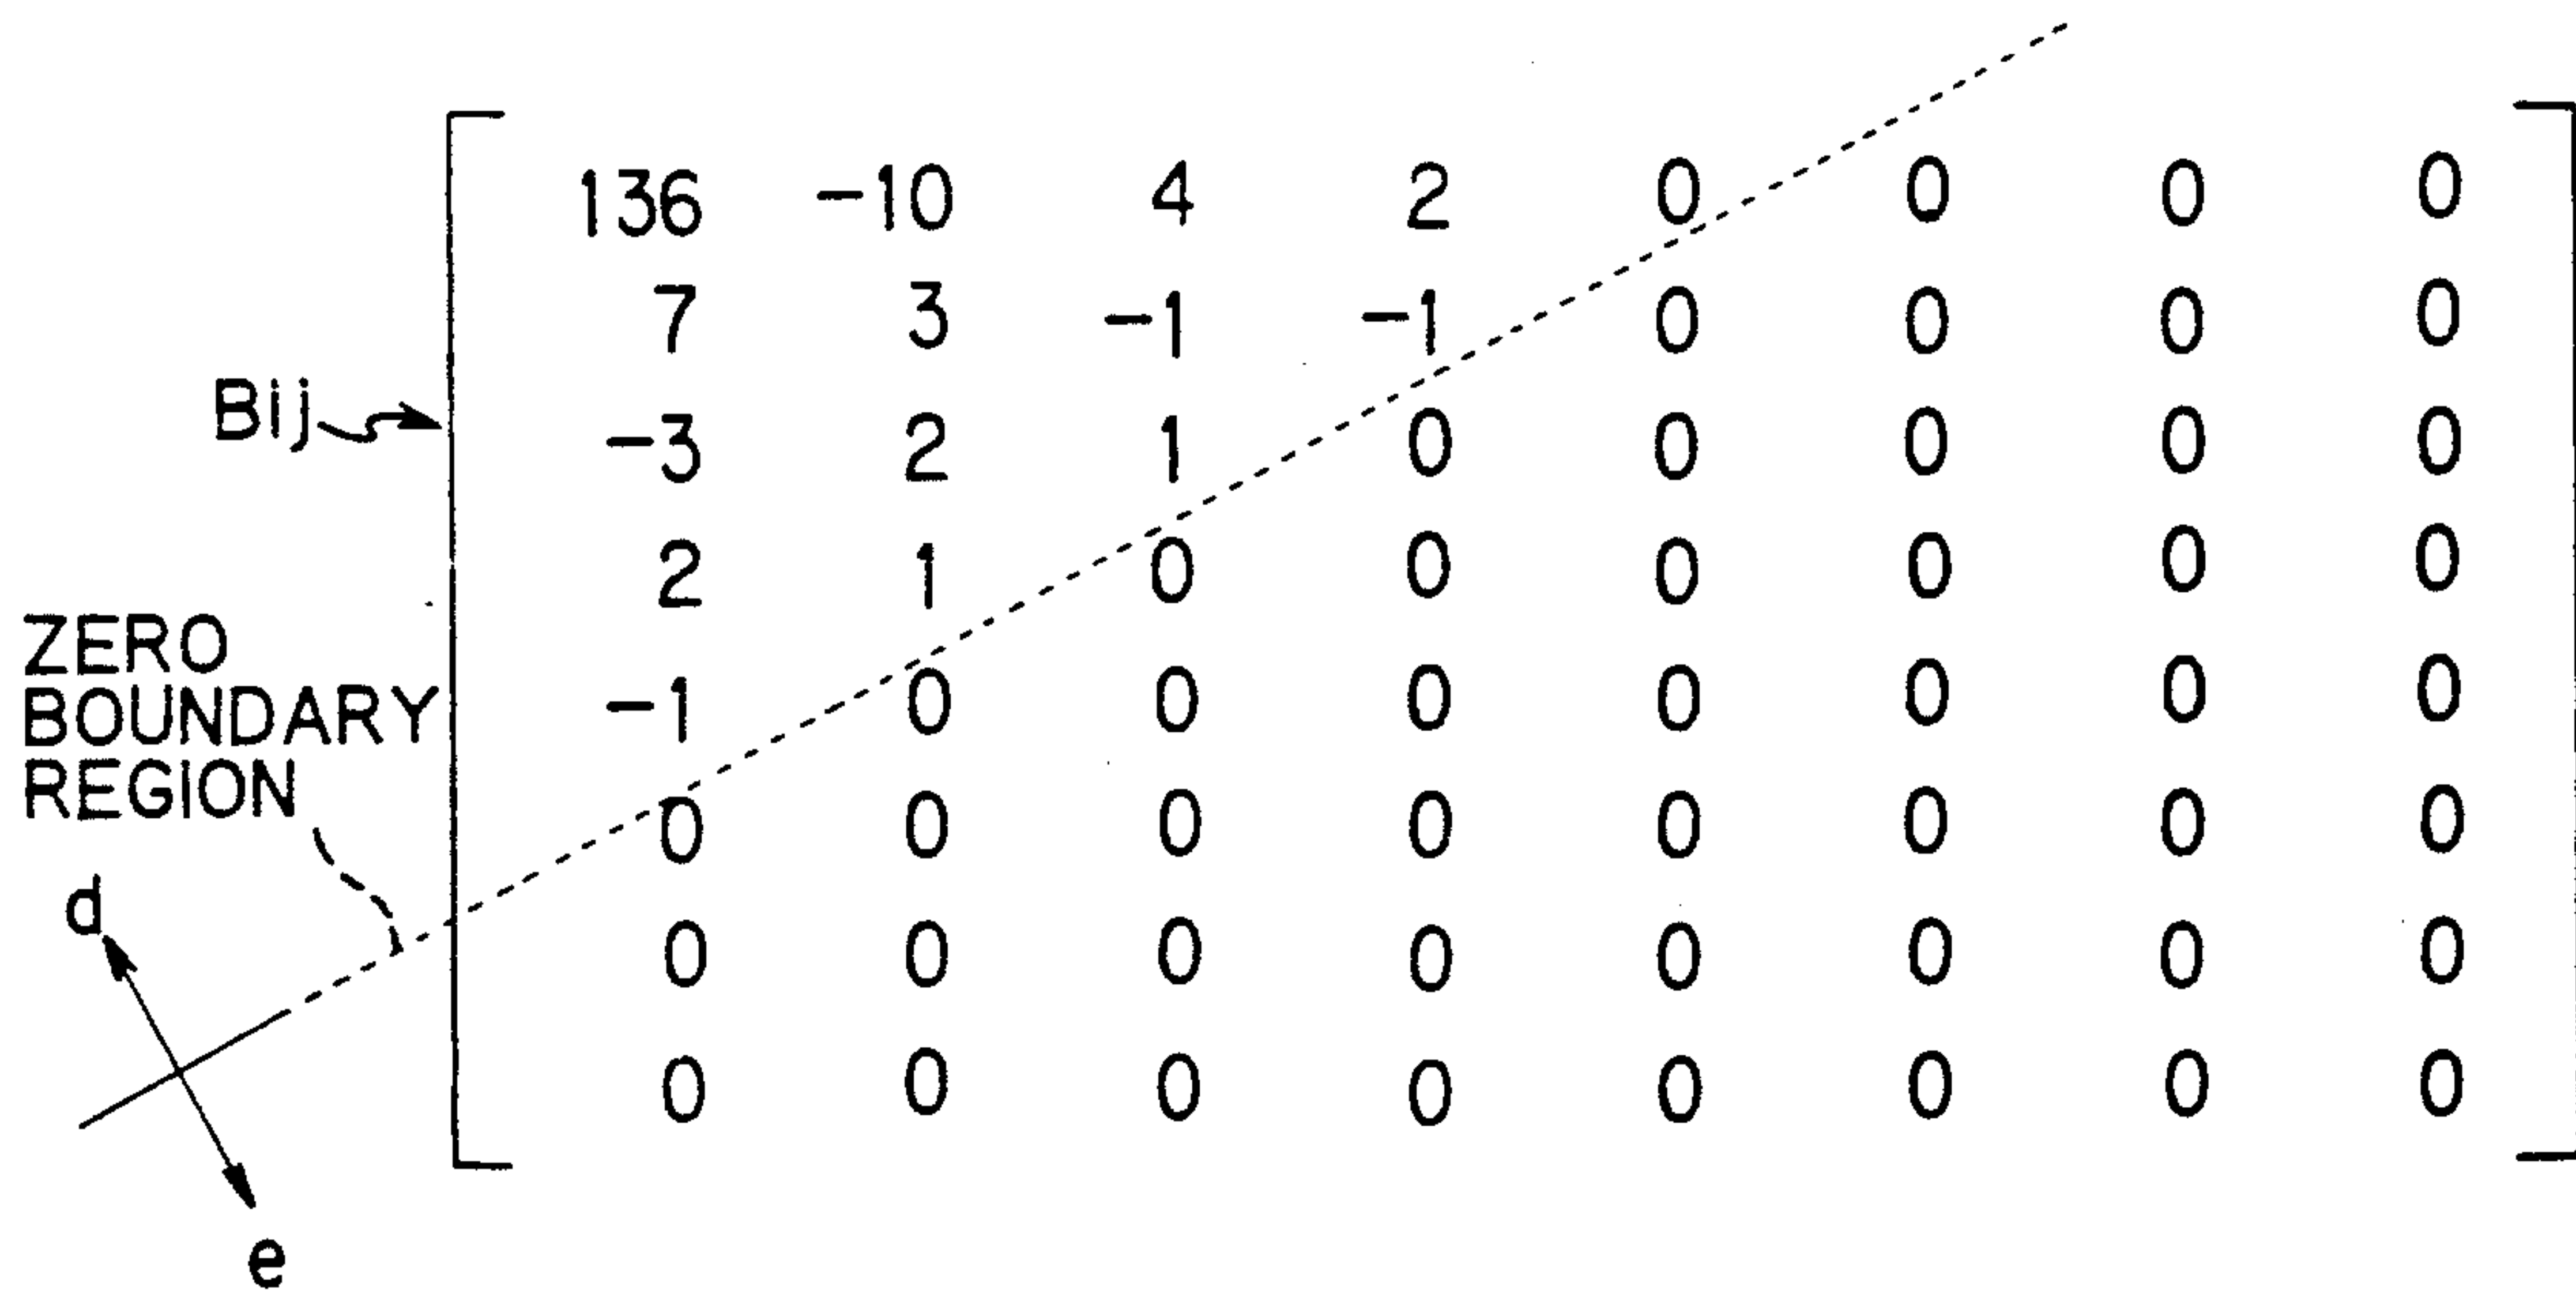 136 -10 4 2 0 0 0 0
7 3 -1 -1 0 0 0 0
Bij
-3 2 1 0 0 0 0 0
2 1 0 0 0 0 0 0
ZERO
BOUNDARY
REGION
-1 0 0 0 0 0 0 0
0 0 0 0 0 0 0 0
d
0 0 0 0 0 0 0 0
0 0 0 0 0 0 0 0
e